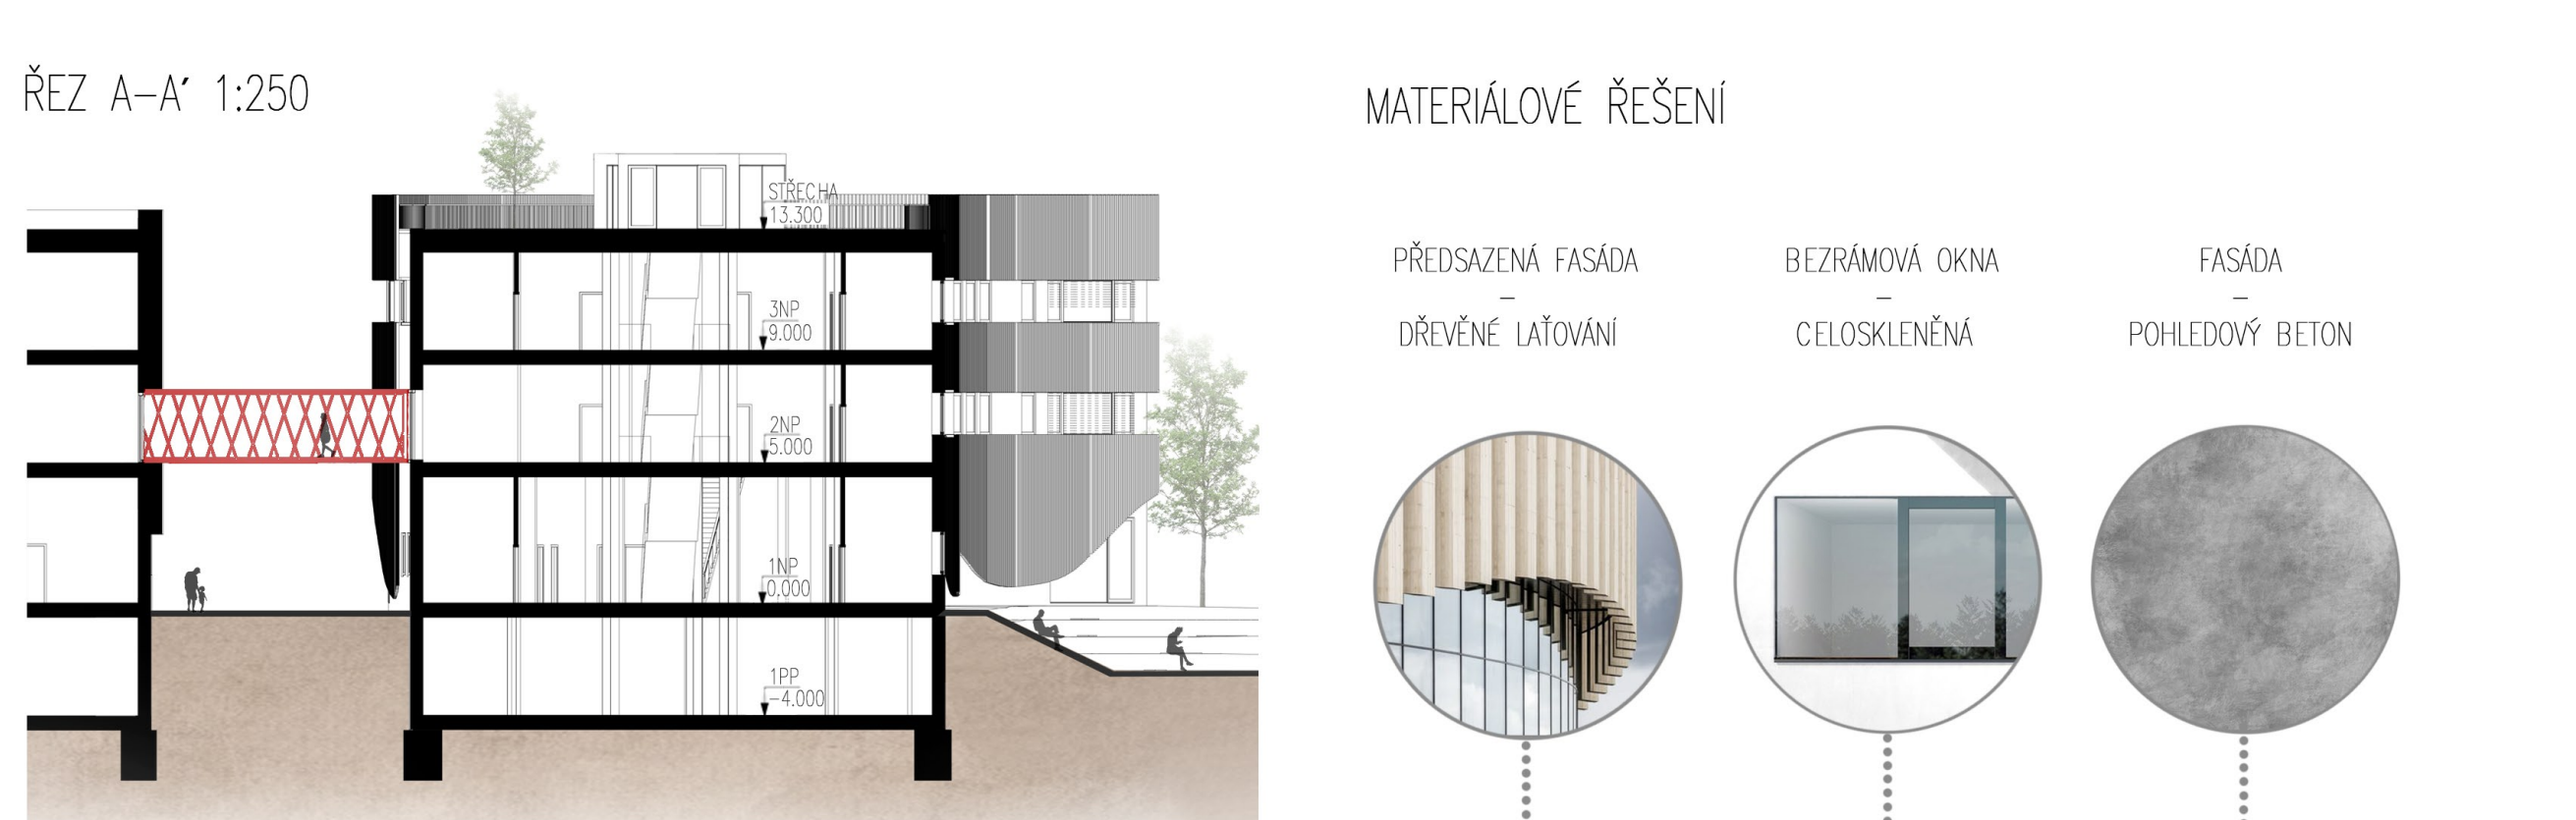 ŘEZ A–A′ 1:250
STŘECHA
13.300
3NP
9.000
2NP
5.000
1NP
0.000
1PP
–4.000
MATERIÁLOVÉ ŘEŠENÍ
PŘEDSAZENÁ FASÁDA
–
DŘEVĚNÉ LAŤOVÁNÍ
BEZRÁMOVÁ OKNA
–
CELOSKLENĚNÁ
FASÁDA
–
POHLEDOVÝ BETON